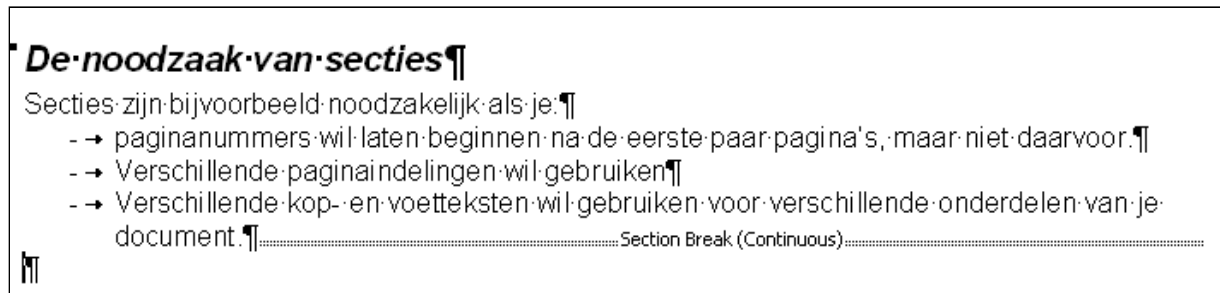 De·noodzaak·van·secties¶
Secties·zijn·bijvoorbeeld·noodzakelijk·als·je:¶
-→ paginanummers·wil·laten·beginnen·na·de·eerste·paar·pagina's,·maar·niet·daarvoor.¶
-→ Verschillende·paginaindelingen·wil·gebruiken¶
-→ Verschillende·kop-·en·voetteksten·wil·gebruiken·voor·verschillende·onderdelen·van·je·
document.¶ Section Break (Continuous)
¶